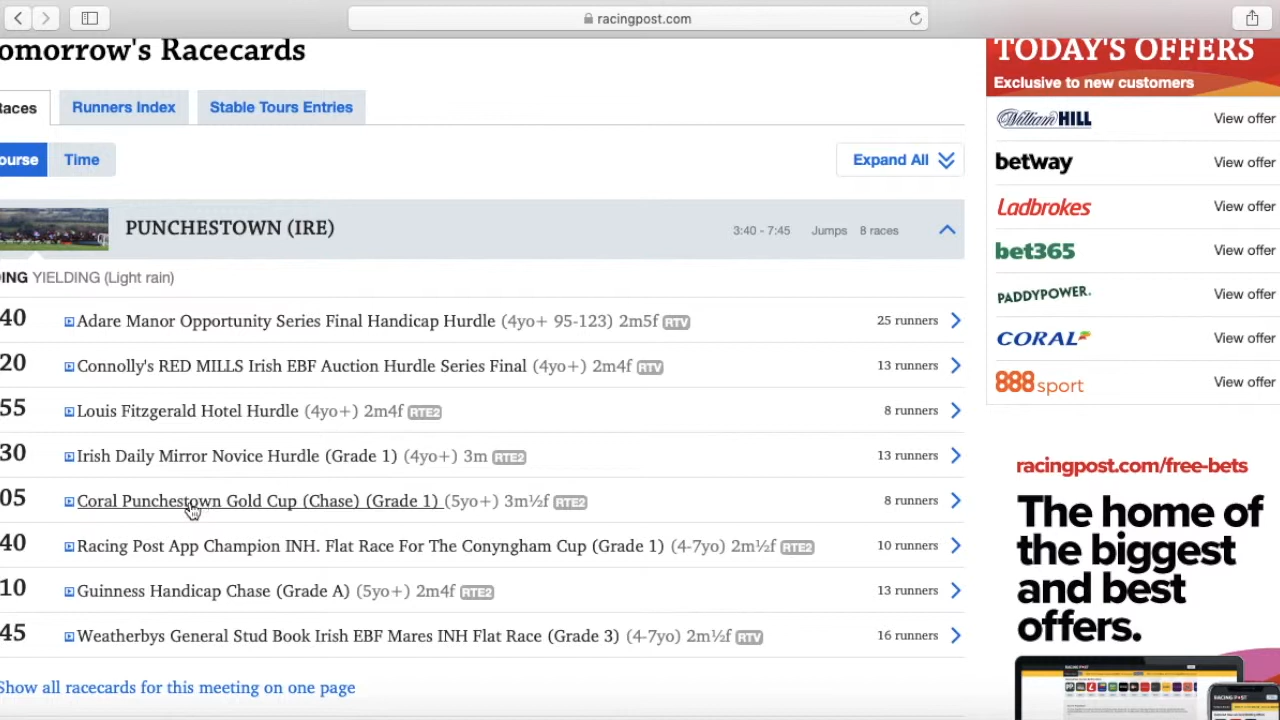 racingpost.com
omorrow's Racecards
TODAY'S OFFERS
Exclusive to new customers
Races
Runners Index
Stable Tours Entries
ourse
Time
Expand All
PUNCHESTOWN (IRE)
3:40 - 7:45 Jumps 8 races
ING YIELDING (Light rain)
40 Adare Manor Opportunity Series Final Handicap Hurdle (4yo+ 95-123) 2m5f RTV 25 runners
20 Connolly's RED MILLS Irish EBF Auction Hurdle Series Final (4yo+) 2m4f RTV 13 runners
55 Louis Fitzgerald Hotel Hurdle (4yo+) 2m4f RTE2 8 runners
30 Irish Daily Mirror Novice Hurdle (Grade 1) (4yo+) 3m RTE2 13 runners
05 Coral Punchestown Gold Cup (Chase) (Grade 1) (5yo+) 3m½f RTE2 8 runners
40 Racing Post App Champion INH. Flat Race For The Conyngham Cup (Grade 1) (4-7yo) 2m½f RTE2 10 runners
10 Guinness Handicap Chase (Grade A) (5yo+) 2m4f RTE2 13 runners
45 Weatherbys General Stud Book Irish EBF Mares INH Flat Race (Grade 3) (4-7yo) 2m½f RTV 16 runners
Show all racecards for this meeting on one page
William HILL View offer
betway View offer
Ladbrokes View offer
bet365 View offer
PADDYPOWER. View offer
CORAL View offer
888sport View offer
racingpost.com/free-bets
The home of
the biggest
and best
offers.